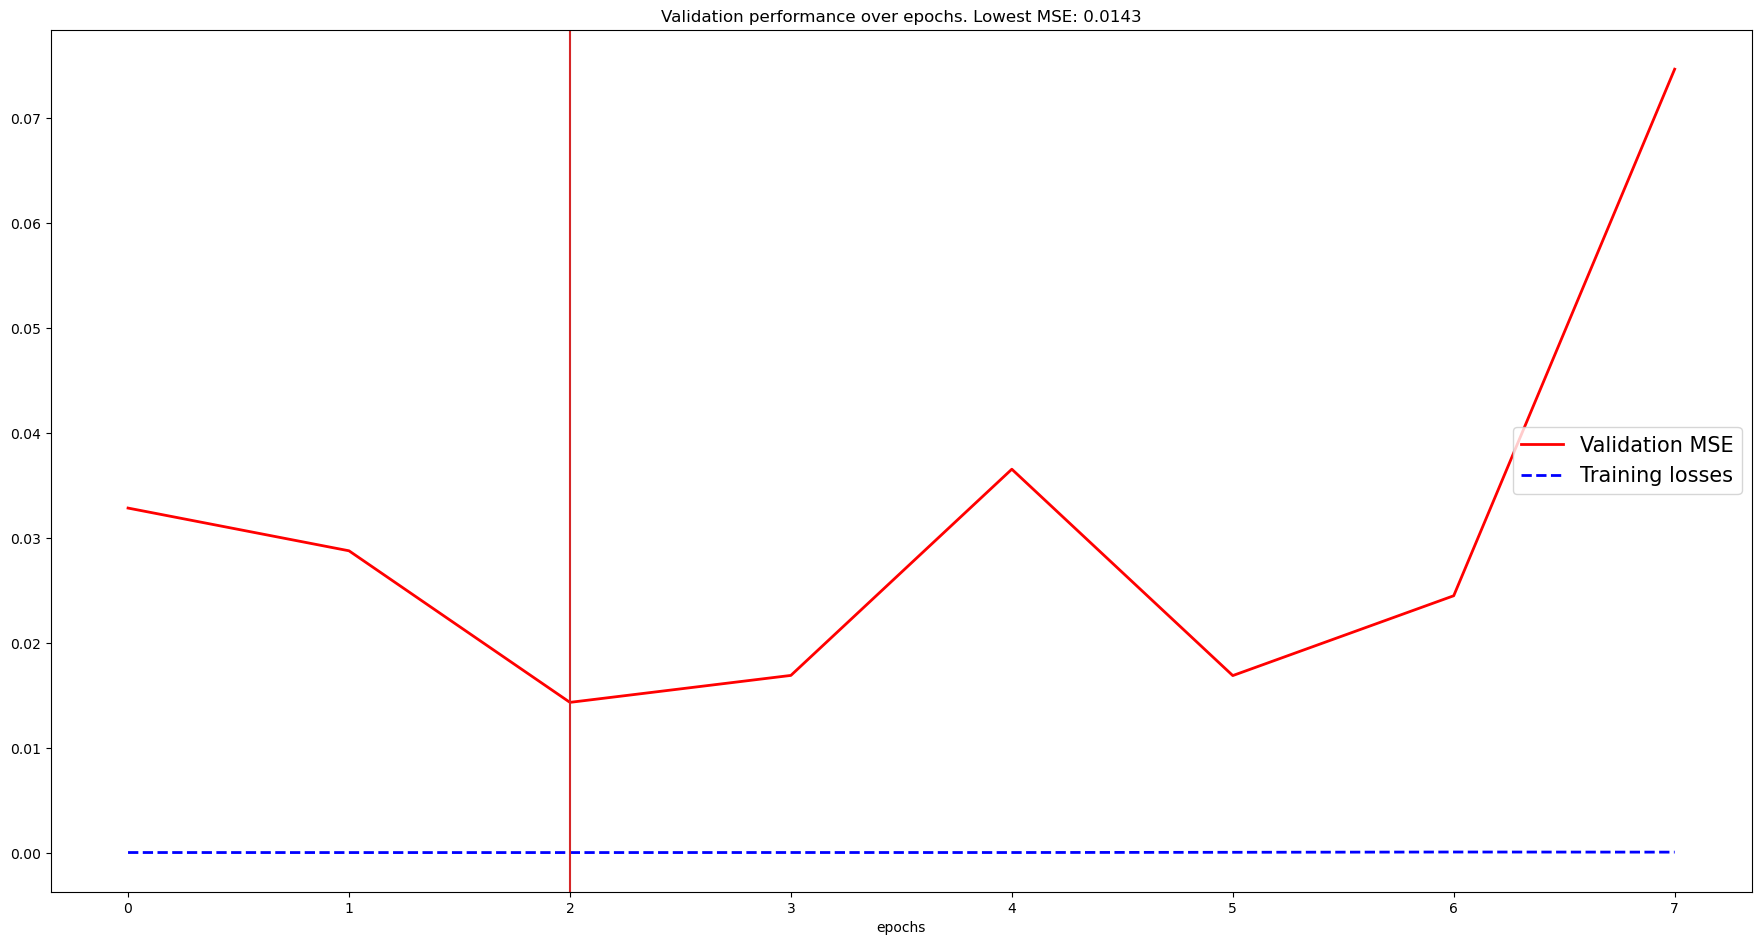 Validation performance over epochs. Lowest MSE: 0.0143
0.07
0.06
0.05
0.04
0.03
0.02
0.01
0.00
Validation MSE
Training losses
0 1 2 3 4 5 6 7
epochs